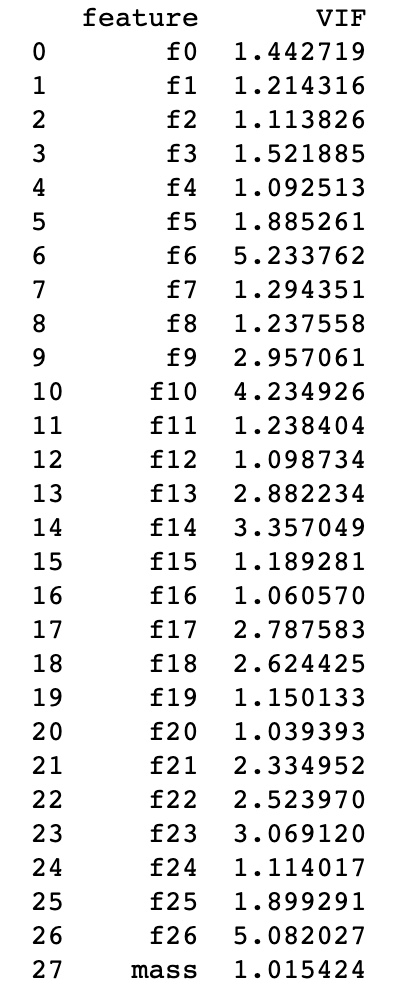 feature VIF
0 f0 1.442719
1 f1 1.214316
2 f2 1.113826
3 f3 1.521885
4 f4 1.092513
5 f5 1.885261
6 f6 5.233762
7 f7 1.294351
8 f8 1.237558
9 f9 2.957061
10 f10 4.234926
11 f11 1.238404
12 f12 1.098734
13 f13 2.882234
14 f14 3.357049
15 f15 1.189281
16 f16 1.060570
17 f17 2.787583
18 f18 2.624425
19 f19 1.150133
20 f20 1.039393
21 f21 2.334952
22 f22 2.523970
23 f23 3.069120
24 f24 1.114017
25 f25 1.899291
26 f26 5.082027
27 mass 1.015424